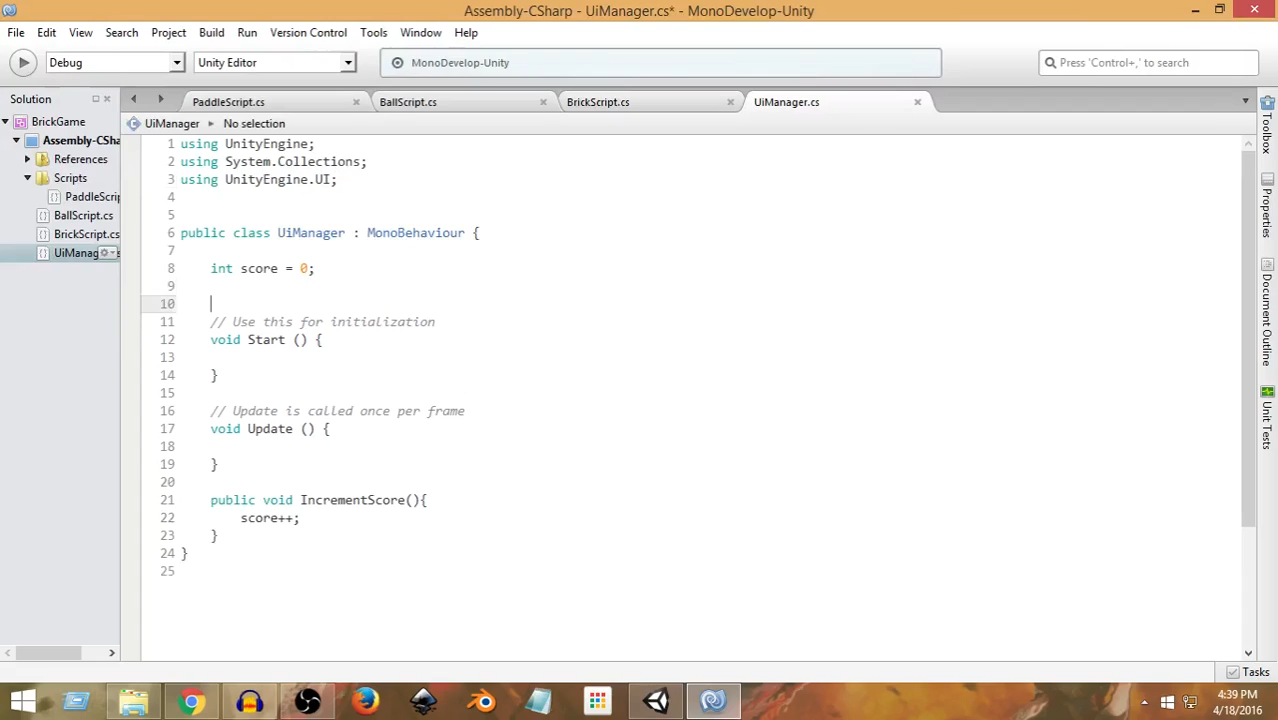 Assembly-CSharp - UiManager.cs* - MonoDevelop-Unity
File Edit View Search Project Build Run Version Control Tools Window Help
Debug Unity Editor MonoDevelop-Unity Press 'Control+,' to search
Solution PaddleScript.cs BallScript.cs BrickScript.cs UiManager.cs
BrickGame
Assembly-CSha
References
Scripts
PaddleScrip
BallScript.cs
BrickScript.cs
UiManag
UiManager No selection
1 using UnityEngine;
2 using System.Collections;
3 using UnityEngine.UI;
4
5
6 public class UiManager : MonoBehaviour {
7
8 int score = 0;
9
10
11 // Use this for initialization
12 void Start () {
13
14 }
15
16 // Update is called once per frame
17 void Update () {
18
19 }
20
21 public void IncrementScore(){
22 score++;
23 }
24 }
25
Toolbox
Properties
Document Outline
Unit Tests
Tasks
4:39 PM
4/18/2016